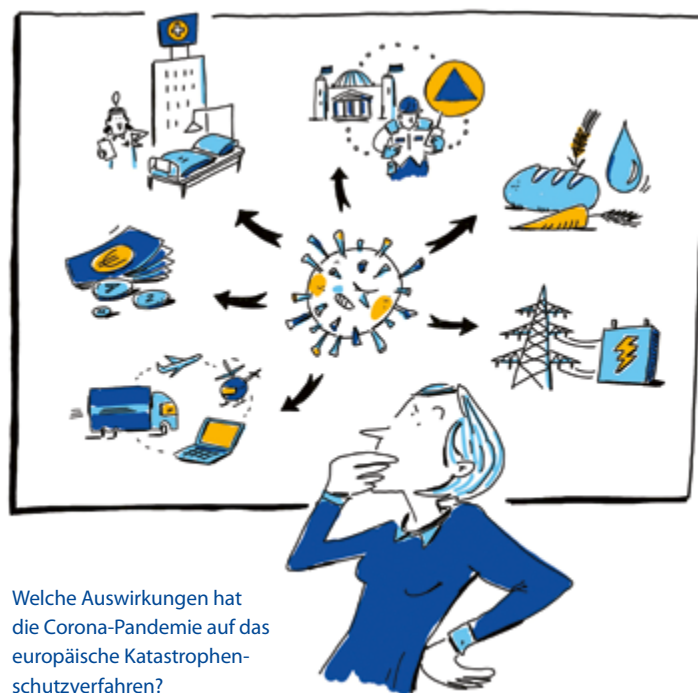 Welche Auswirkungen hat
die Corona-Pandemie auf das
europäische Katastrophen-
schutzverfahren?